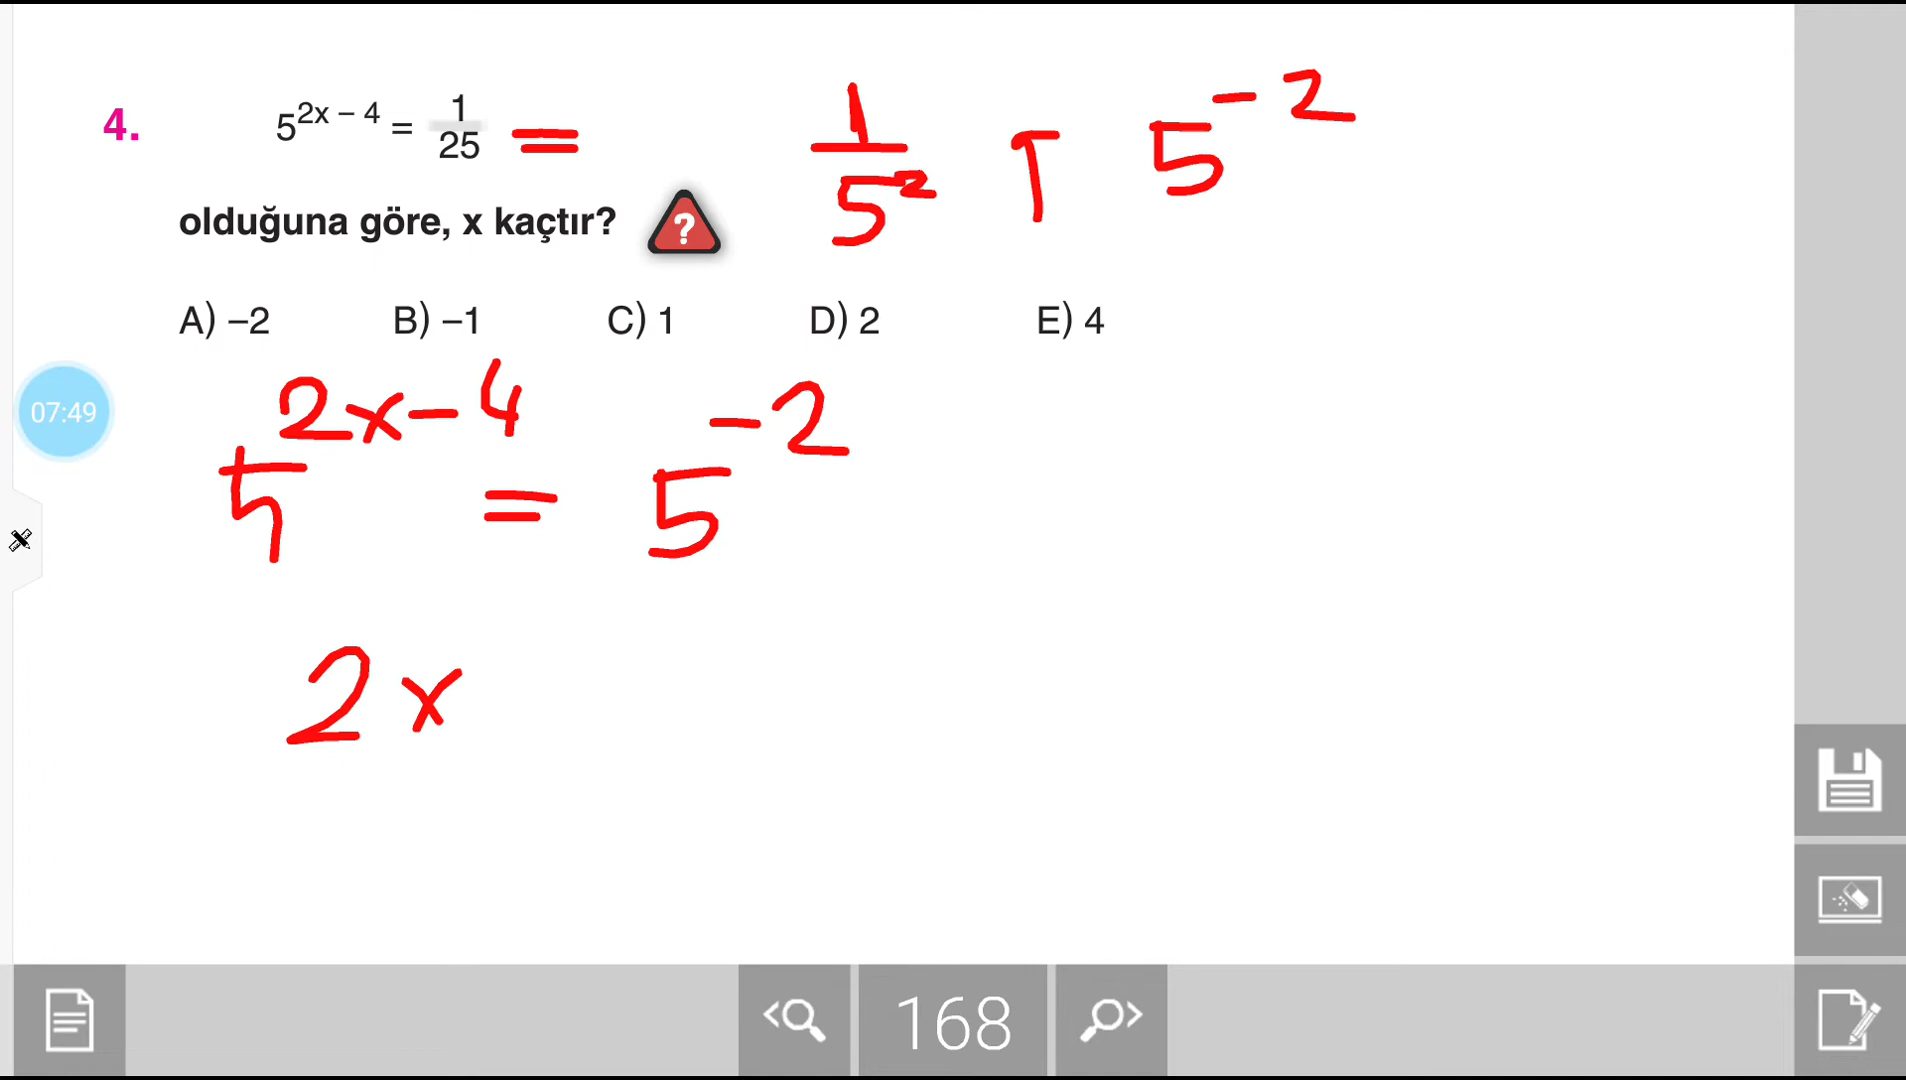 4. 5^{2x – 4} = 1/25 = 1/5² 5^{-2}
olduğuna göre, x kaçtır? ?
A) –2 B) –1 C) 1 D) 2 E) 4
07:49
5^{2x-4} = 5^{-2}
2x
168